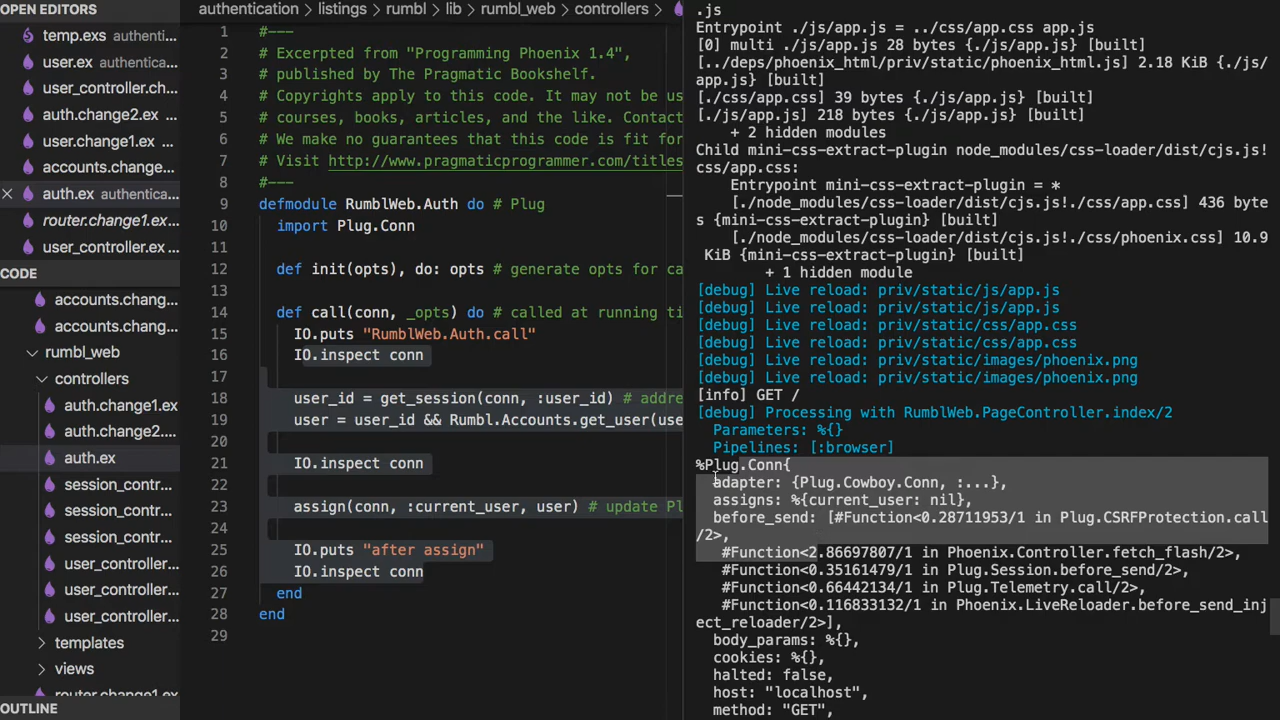 OPEN EDITORS
temp.exs authenti...
user.ex authentica...
user_controller.ch...
auth.change2.ex
user.change1.ex
accounts.change...
auth.ex authentica...
router.change1.ex
user_controller.ex
CODE
accounts.chang...
accounts.chang...
rumbl_web
controllers
auth.change1.ex
auth.change2....
auth.ex
session_contr...
session_contr...
session_contr...
user_controller...
user_controller...
user_controller...
templates
views
router.change1.ex
OUTLINE
authentication > listings > rumbl > lib > rumbl_web > controllers >
1 #---
2 # Excerpted from "Programming Phoenix 1.4",
3 # published by The Pragmatic Bookshelf.
4 # Copyrights apply to this code. It may not be us
5 # courses, books, articles, and the like. Contact
6 # We make no guarantees that this code is fit for
7 # Visit http://www.pragmaticprogrammer.com/titles
8 #---
9 defmodule RumblWeb.Auth do # Plug
10 import Plug.Conn
11
12 def init(opts), do: opts # generate opts for ca
13
14 def call(conn, _opts) do # called at running ti
15 IO.puts "RumblWeb.Auth.call"
16 IO.inspect conn
17
18 user_id = get_session(conn, :user_id) # addre
19 user = user_id && Rumbl.Accounts.get_user(use
20
21 IO.inspect conn
22
23 assign(conn, :current_user, user) # update Pl
24
25 IO.puts "after assign"
26 IO.inspect conn
27 end
28 end
29
.js
Entrypoint ./js/app.js = ../css/app.css app.js
[0] multi ./js/app.js 28 bytes {./js/app.js} [built]
[../deps/phoenix_html/priv/static/phoenix_html.js] 2.18 KiB {./js/
app.js} [built]
[./css/app.css] 39 bytes {./js/app.js} [built]
[./js/app.js] 218 bytes {./js/app.js} [built]
+ 2 hidden modules
Child mini-css-extract-plugin node_modules/css-loader/dist/cjs.js!
css/app.css:
Entrypoint mini-css-extract-plugin = *
[./node_modules/css-loader/dist/cjs.js!./css/app.css] 436 byte
s {mini-css-extract-plugin} [built]
[./node_modules/css-loader/dist/cjs.js!./css/phoenix.css] 10.9
KiB {mini-css-extract-plugin} [built]
+ 1 hidden module
[debug] Live reload: priv/static/js/app.js
[debug] Live reload: priv/static/js/app.js
[debug] Live reload: priv/static/css/app.css
[debug] Live reload: priv/static/css/app.css
[debug] Live reload: priv/static/images/phoenix.png
[debug] Live reload: priv/static/images/phoenix.png
[info] GET /
[debug] Processing with RumblWeb.PageController.index/2
Parameters: %{}
Pipelines: [:browser]
%Plug.Conn{
adapter: {Plug.Cowboy.Conn, :...},
assigns: %{current_user: nil},
before_send: [#Function<0.28711953/1 in Plug.CSRFProtection.call
/2>,
#Function<2.86697807/1 in Phoenix.Controller.fetch_flash/2>,
#Function<0.35161479/1 in Plug.Session.before_send/2>,
#Function<0.66442134/1 in Plug.Telemetry.call/2>,
#Function<0.116833132/1 in Phoenix.LiveReloader.before_send_inj
ect_reloader/2>],
body_params: %{},
cookies: %{},
halted: false,
host: "localhost",
method: "GET",